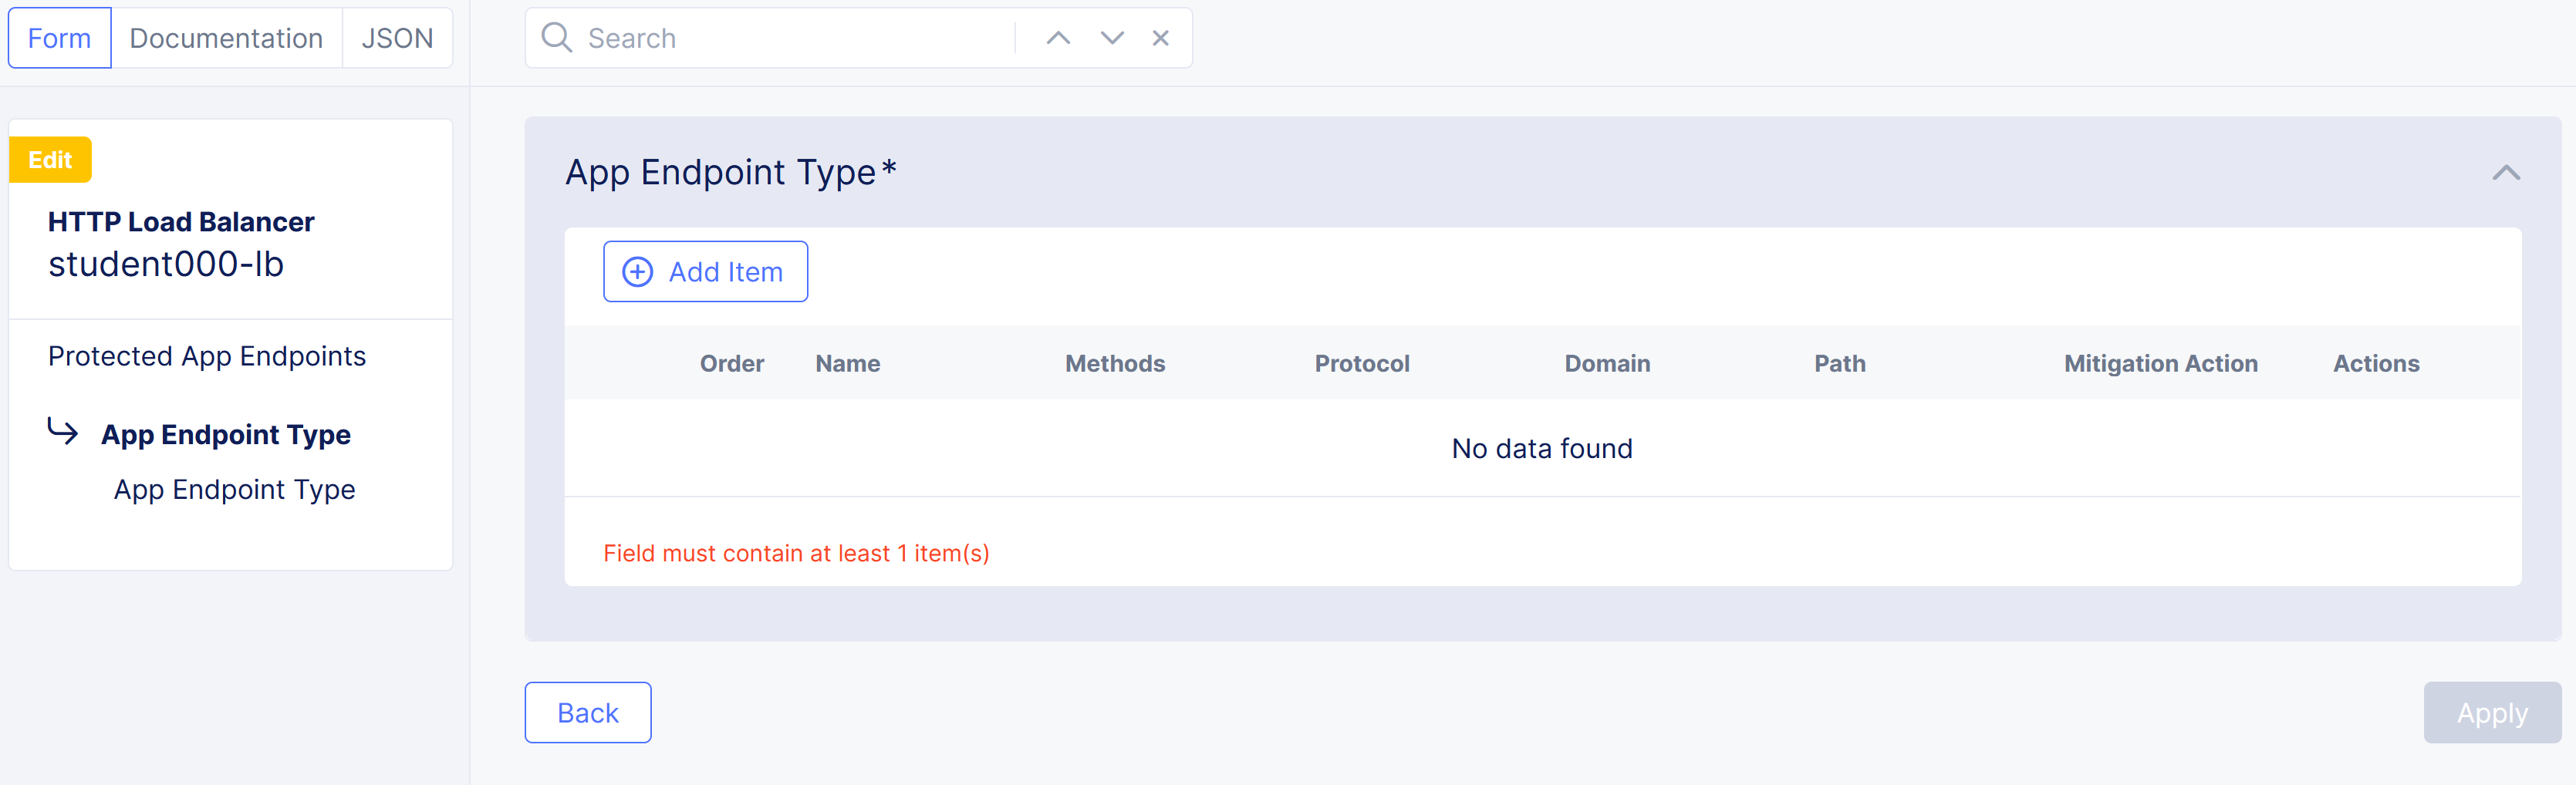 Form Documentation JSON
Search
Edit
HTTP Load Balancer
student000-lb
Protected App Endpoints
App Endpoint Type
App Endpoint Type
App Endpoint Type*
Add Item
Order Name Methods Protocol Domain Path Mitigation Action Actions
No data found
Field must contain at least 1 item(s)
Back Apply